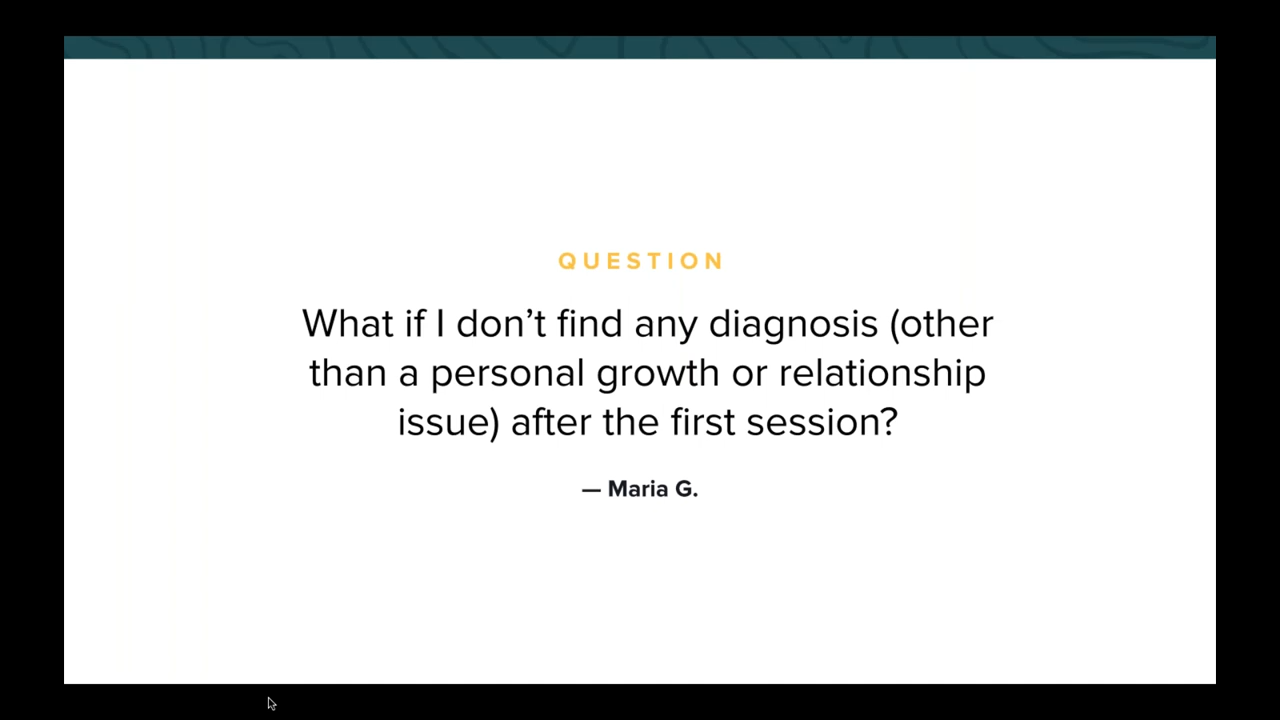 QUESTION
What if I don’t find any diagnosis (other
than a personal growth or relationship
issue) after the first session?
— Maria G.